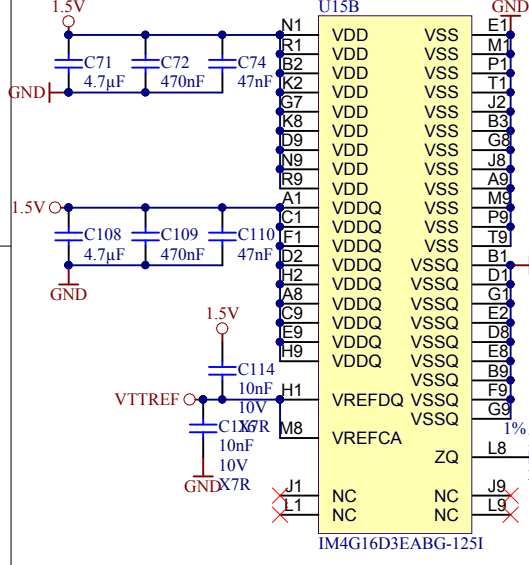 1.5V
U15B
GND
N1 VDD VSS E1
C71 C72 C74 R1 VDD VSS M1
4.7µF 470nF 47nF B2 VDD VSS P1
GND K2 VDD VSS T1
G7 VDD VSS J2
K8 VDD VSS B3
D9 VDD VSS G8
N9 VDD VSS J8
R9 VDD VSS A9
1.5V A1 VDDQ VSS M9
C1 VDDQ VSS P9
C108 C109 C110 F1 VDDQ VSS T9
4.7µF 470nF 47nF D2 VDDQ VSSQ B1
GND H2 VDDQ VSSQ D1
A8 VDDQ VSSQ G1
1.5V C9 VDDQ VSSQ E2
E9 VDDQ VSSQ D8
H9 VDDQ VSSQ E8
C114 VSSQ B9
10nF
VTTREF H1 VREFDQ VSSQ F9
10V
X7R VSSQ G9
C116 M8 VREFCA 1%
10nF
10V ZQ L8
X7R
GND J1 NC NC J9
L1 NC NC L9
IM4G16D3EABG-125I